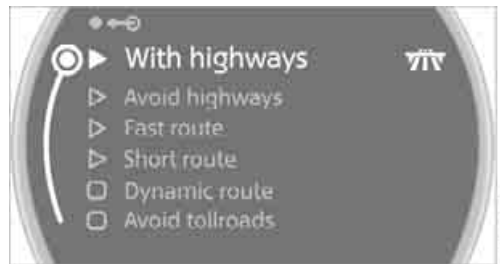 With highways
Avoid highways
Fast route
Short route
Dynamic route
Avoid tollroads